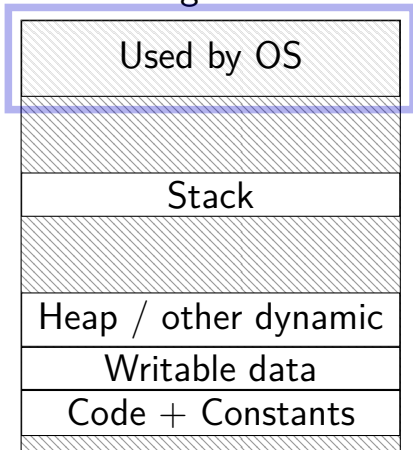 Used by OS
Stack
Heap / other dynamic
Writable data
Code + Constants